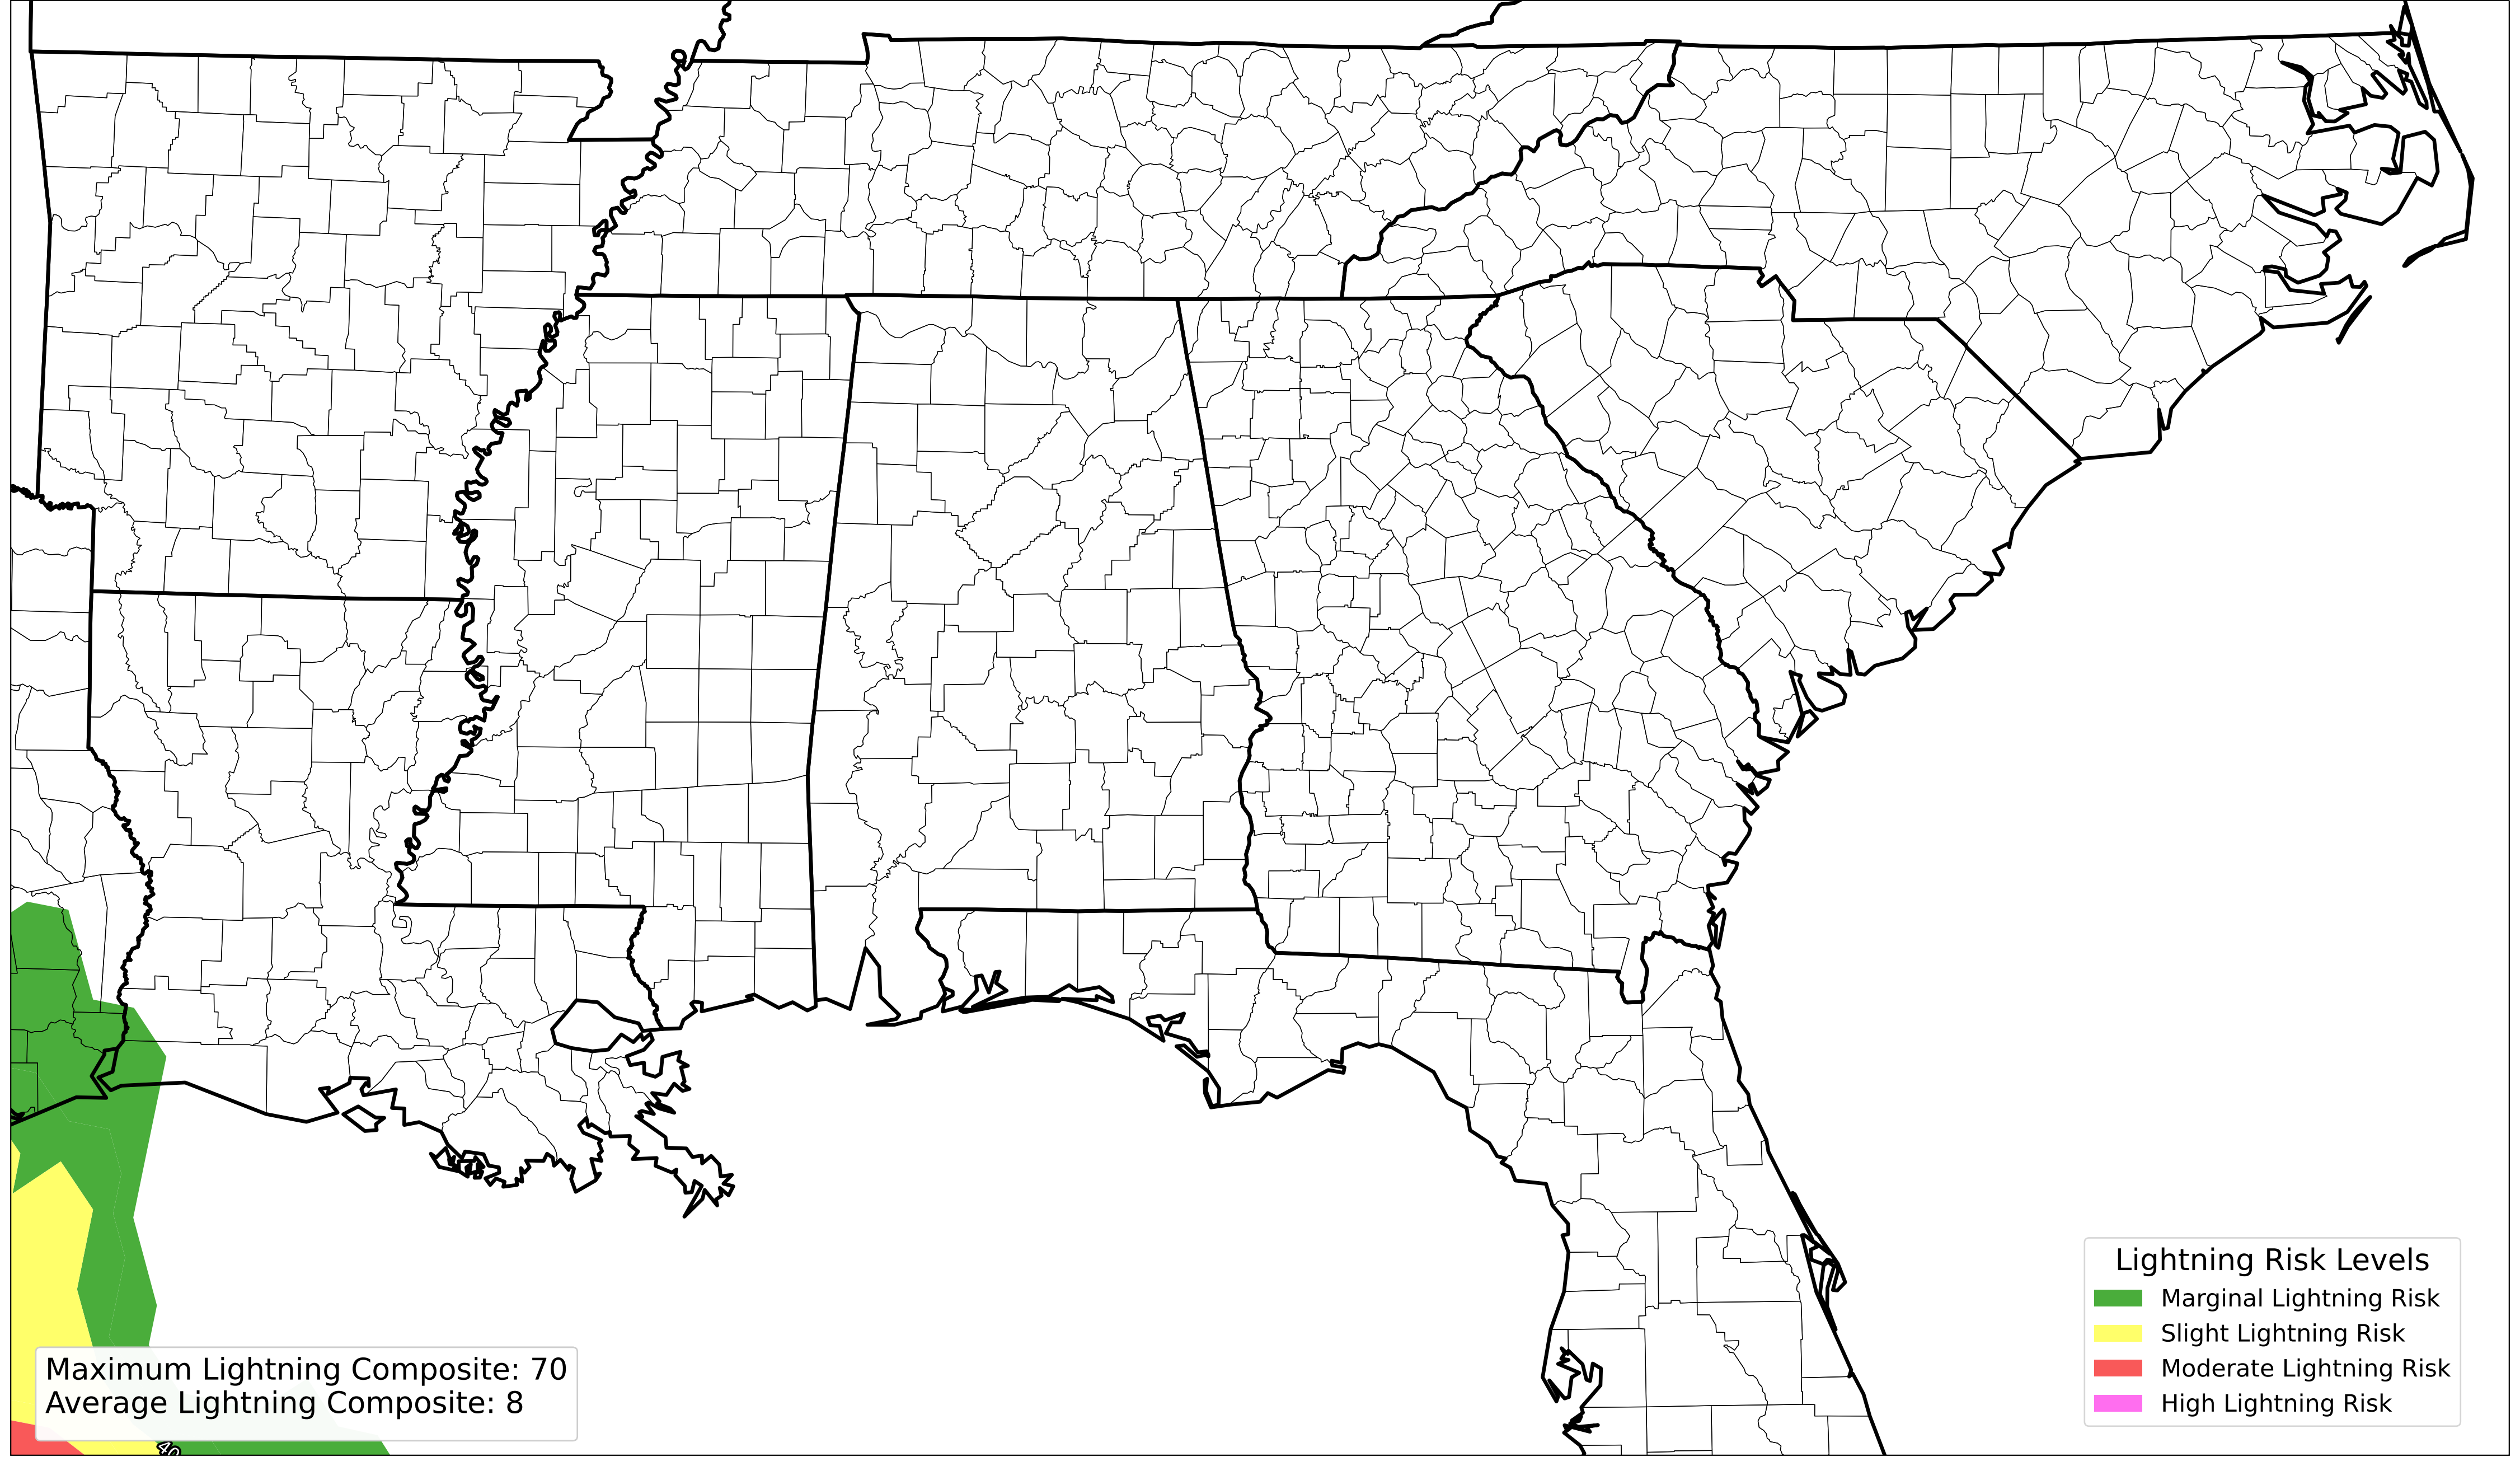 Lightning Risk Levels
Marginal Lightning Risk
Slight Lightning Risk
Moderate Lightning Risk
High Lightning Risk
Maximum Lightning Composite: 70
Average Lightning Composite: 8
40